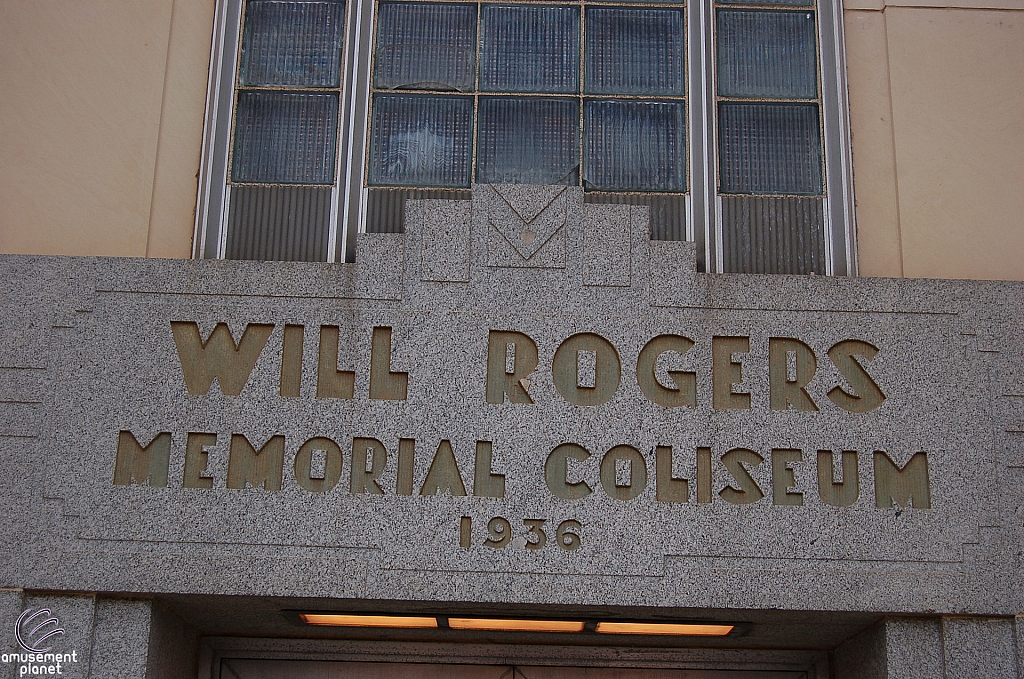 WILL ROGERS
MEMORIAL COLISEUM
1936
amusement
planet